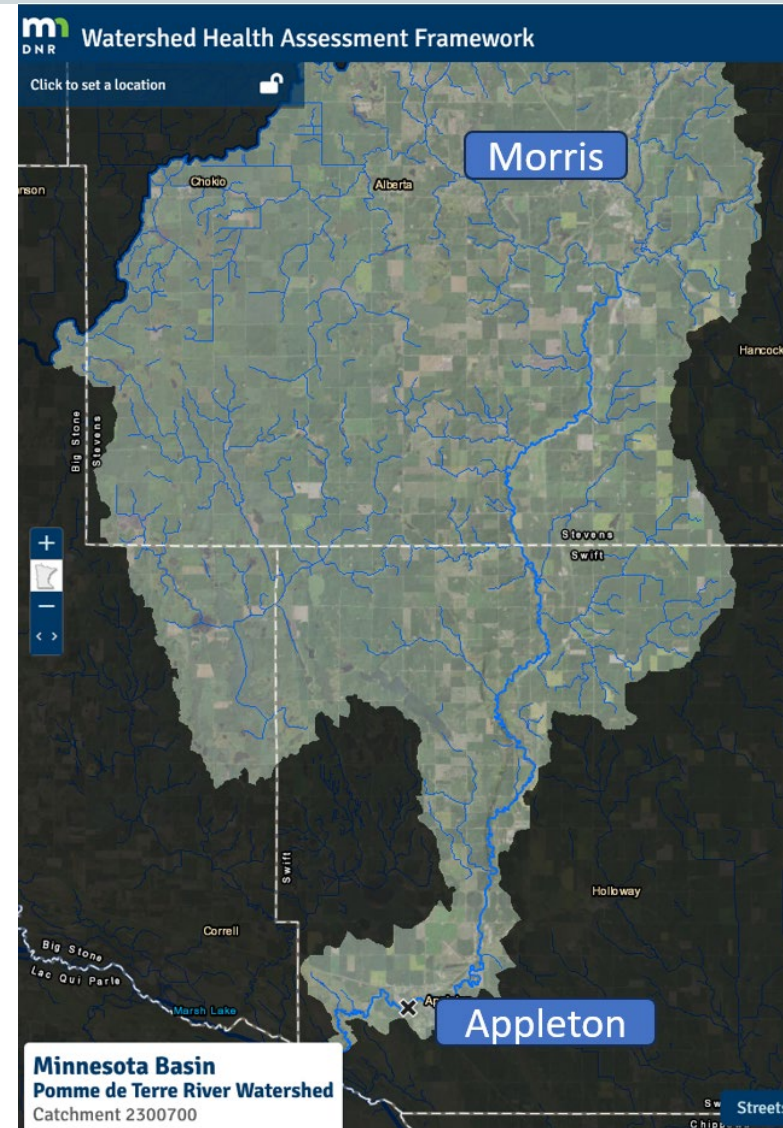 mn
DNR
Watershed Health Assessment Framework
Click to set a location
Morris
Chokio
Alberta
nson
Hancock
Big Stone
Stevens
+
Stevens
Swift
−
< >
Swift
Holloway
Correll
Big Stone
Lac Qui Parle
Marsh Lake
Appleton
Minnesota Basin
Pomme de Terre River Watershed
Catchment 2300700
Sw
Streets